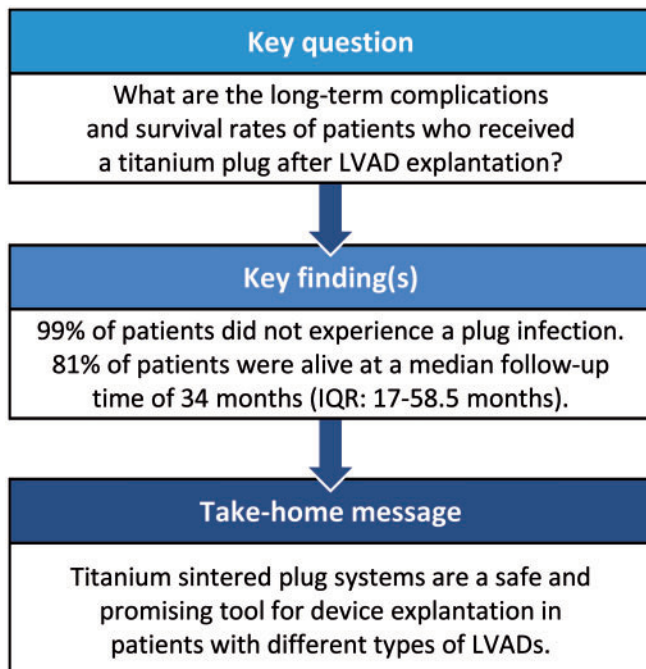 Key question
What are the long-term complications
and survival rates of patients who received
a titanium plug after LVAD explantation?
Key finding(s)
99% of patients did not experience a plug infection.
81% of patients were alive at a median follow-up
time of 34 months (IQR: 17-58.5 months).
Take-home message
Titanium sintered plug systems are a safe and
promising tool for device explantation in
patients with different types of LVADs.